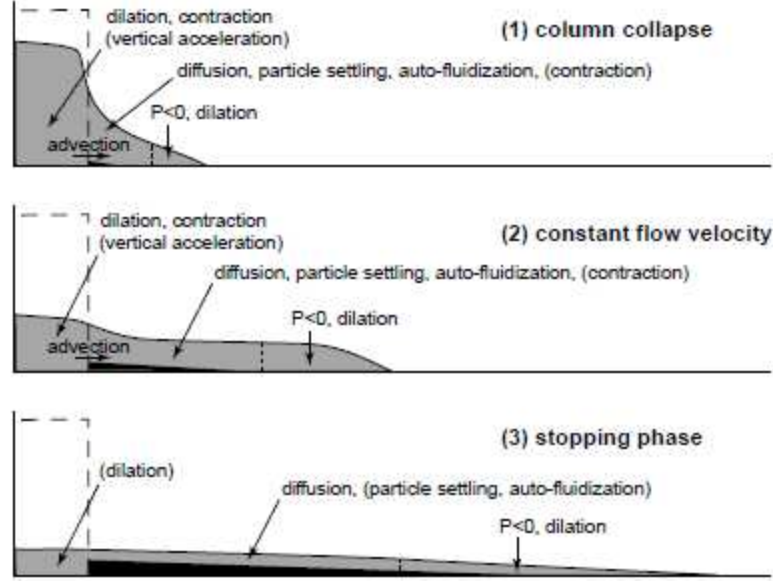 dilation, contraction
(vertical acceleration)
(1) column collapse
diffusion, particle settling, auto-fluidization, (contraction)
P<0, dilation
advection
dilation, contraction
(vertical acceleration)
(2) constant flow velocity
diffusion, particle settling, auto-fluidization, (contraction)
P<0, dilation
advection
(3) stopping phase
(dilation)
diffusion, (particle settling, auto-fluidization)
P<0, dilation